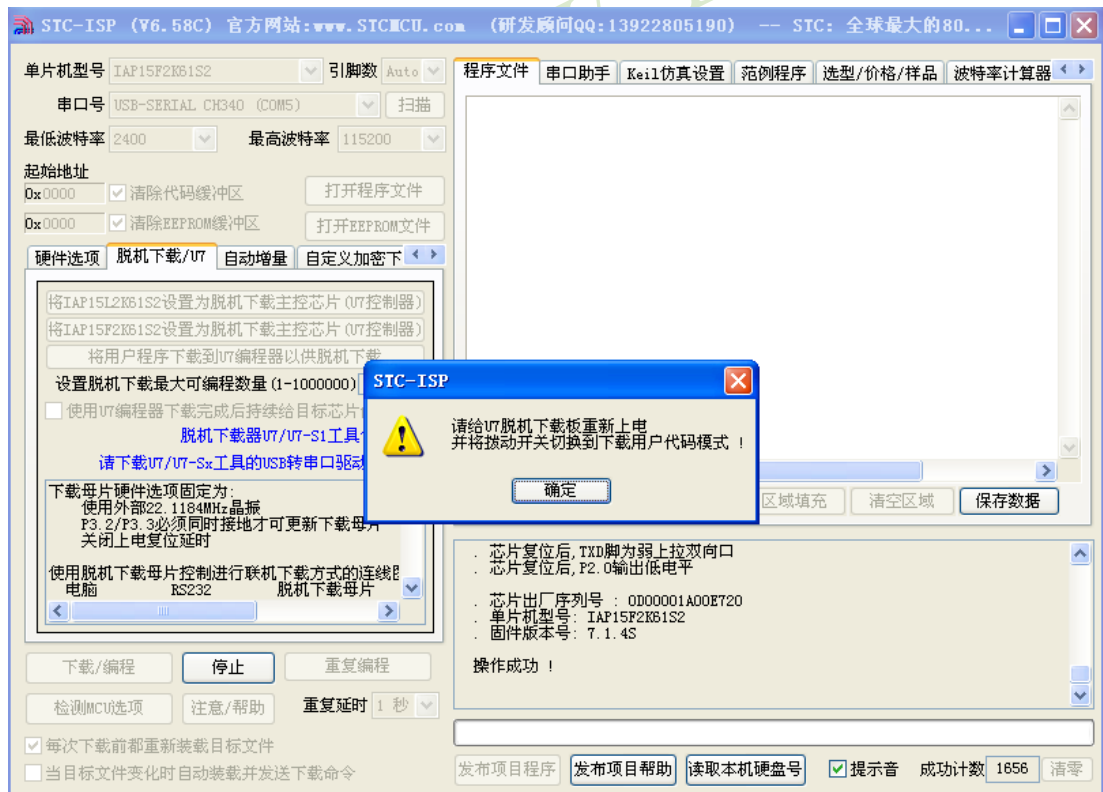 STC-ISP (V6.58C) 官方网站:www.STCMCU.com (研发顾问QQ:13922805190) -- STC: 全球最大的80...
单片机型号 IAP15F2K61S2 引脚数 Auto
串口号 USB-SERIAL CH340 (COM5) 扫描
最低波特率 2400 最高波特率 115200
起始地址
0x0000 清除代码缓冲区 打开程序文件
0x0000 清除EEPROM缓冲区 打开EEPROM文件
硬件选项 脱机下载/U7 自动增量 自定义加密下
将IAP15L2K61S2设置为脱机下载主控芯片(U7控制器)
将IAP15F2K61S2设置为脱机下载主控芯片(U7控制器)
将用户程序下载到U7编程器以供脱机下载
设置脱机下载最大可编程数量(1-1000000)
使用U7编程器下载完成后持续给目标芯片
脱机下载器U7/U7-S1工具
请下载U7/U7-Sx工具的USB转串口驱动
下载母片硬件选项固定为:
使用外部22.1184MHz晶振
P3.2/P3.3必须同时接地才可更新下载母片
关闭上电复位延时
使用脱机下载母片控制进行联机下载方式的连线
电脑 RS232 脱机下载母片
下载/编程 停止 重复编程
检测MCU选项 注意/帮助 重复延时 1 秒
每次下载前都重新装载目标文件
当目标文件变化时自动装载并发送下载命令
程序文件 串口助手 Keil仿真设置 范例程序 选型/价格/样品 波特率计算器
STC-ISP
请给U7脱机下载板重新上电
并将拨动开关切换到下载用户代码模式 !
确定
区域填充 清空区域 保存数据
. 芯片复位后,TXD脚为弱上拉双向口
. 芯片复位后,P2.0输出低电平
. 芯片出厂序列号 : 0D00001A00E720
. 单片机型号: IAP15F2K61S2
. 固件版本号: 7.1.4S
操作成功 !
发布项目程序 发布项目帮助 读取本机硬盘号 提示音 成功计数 1656 清零